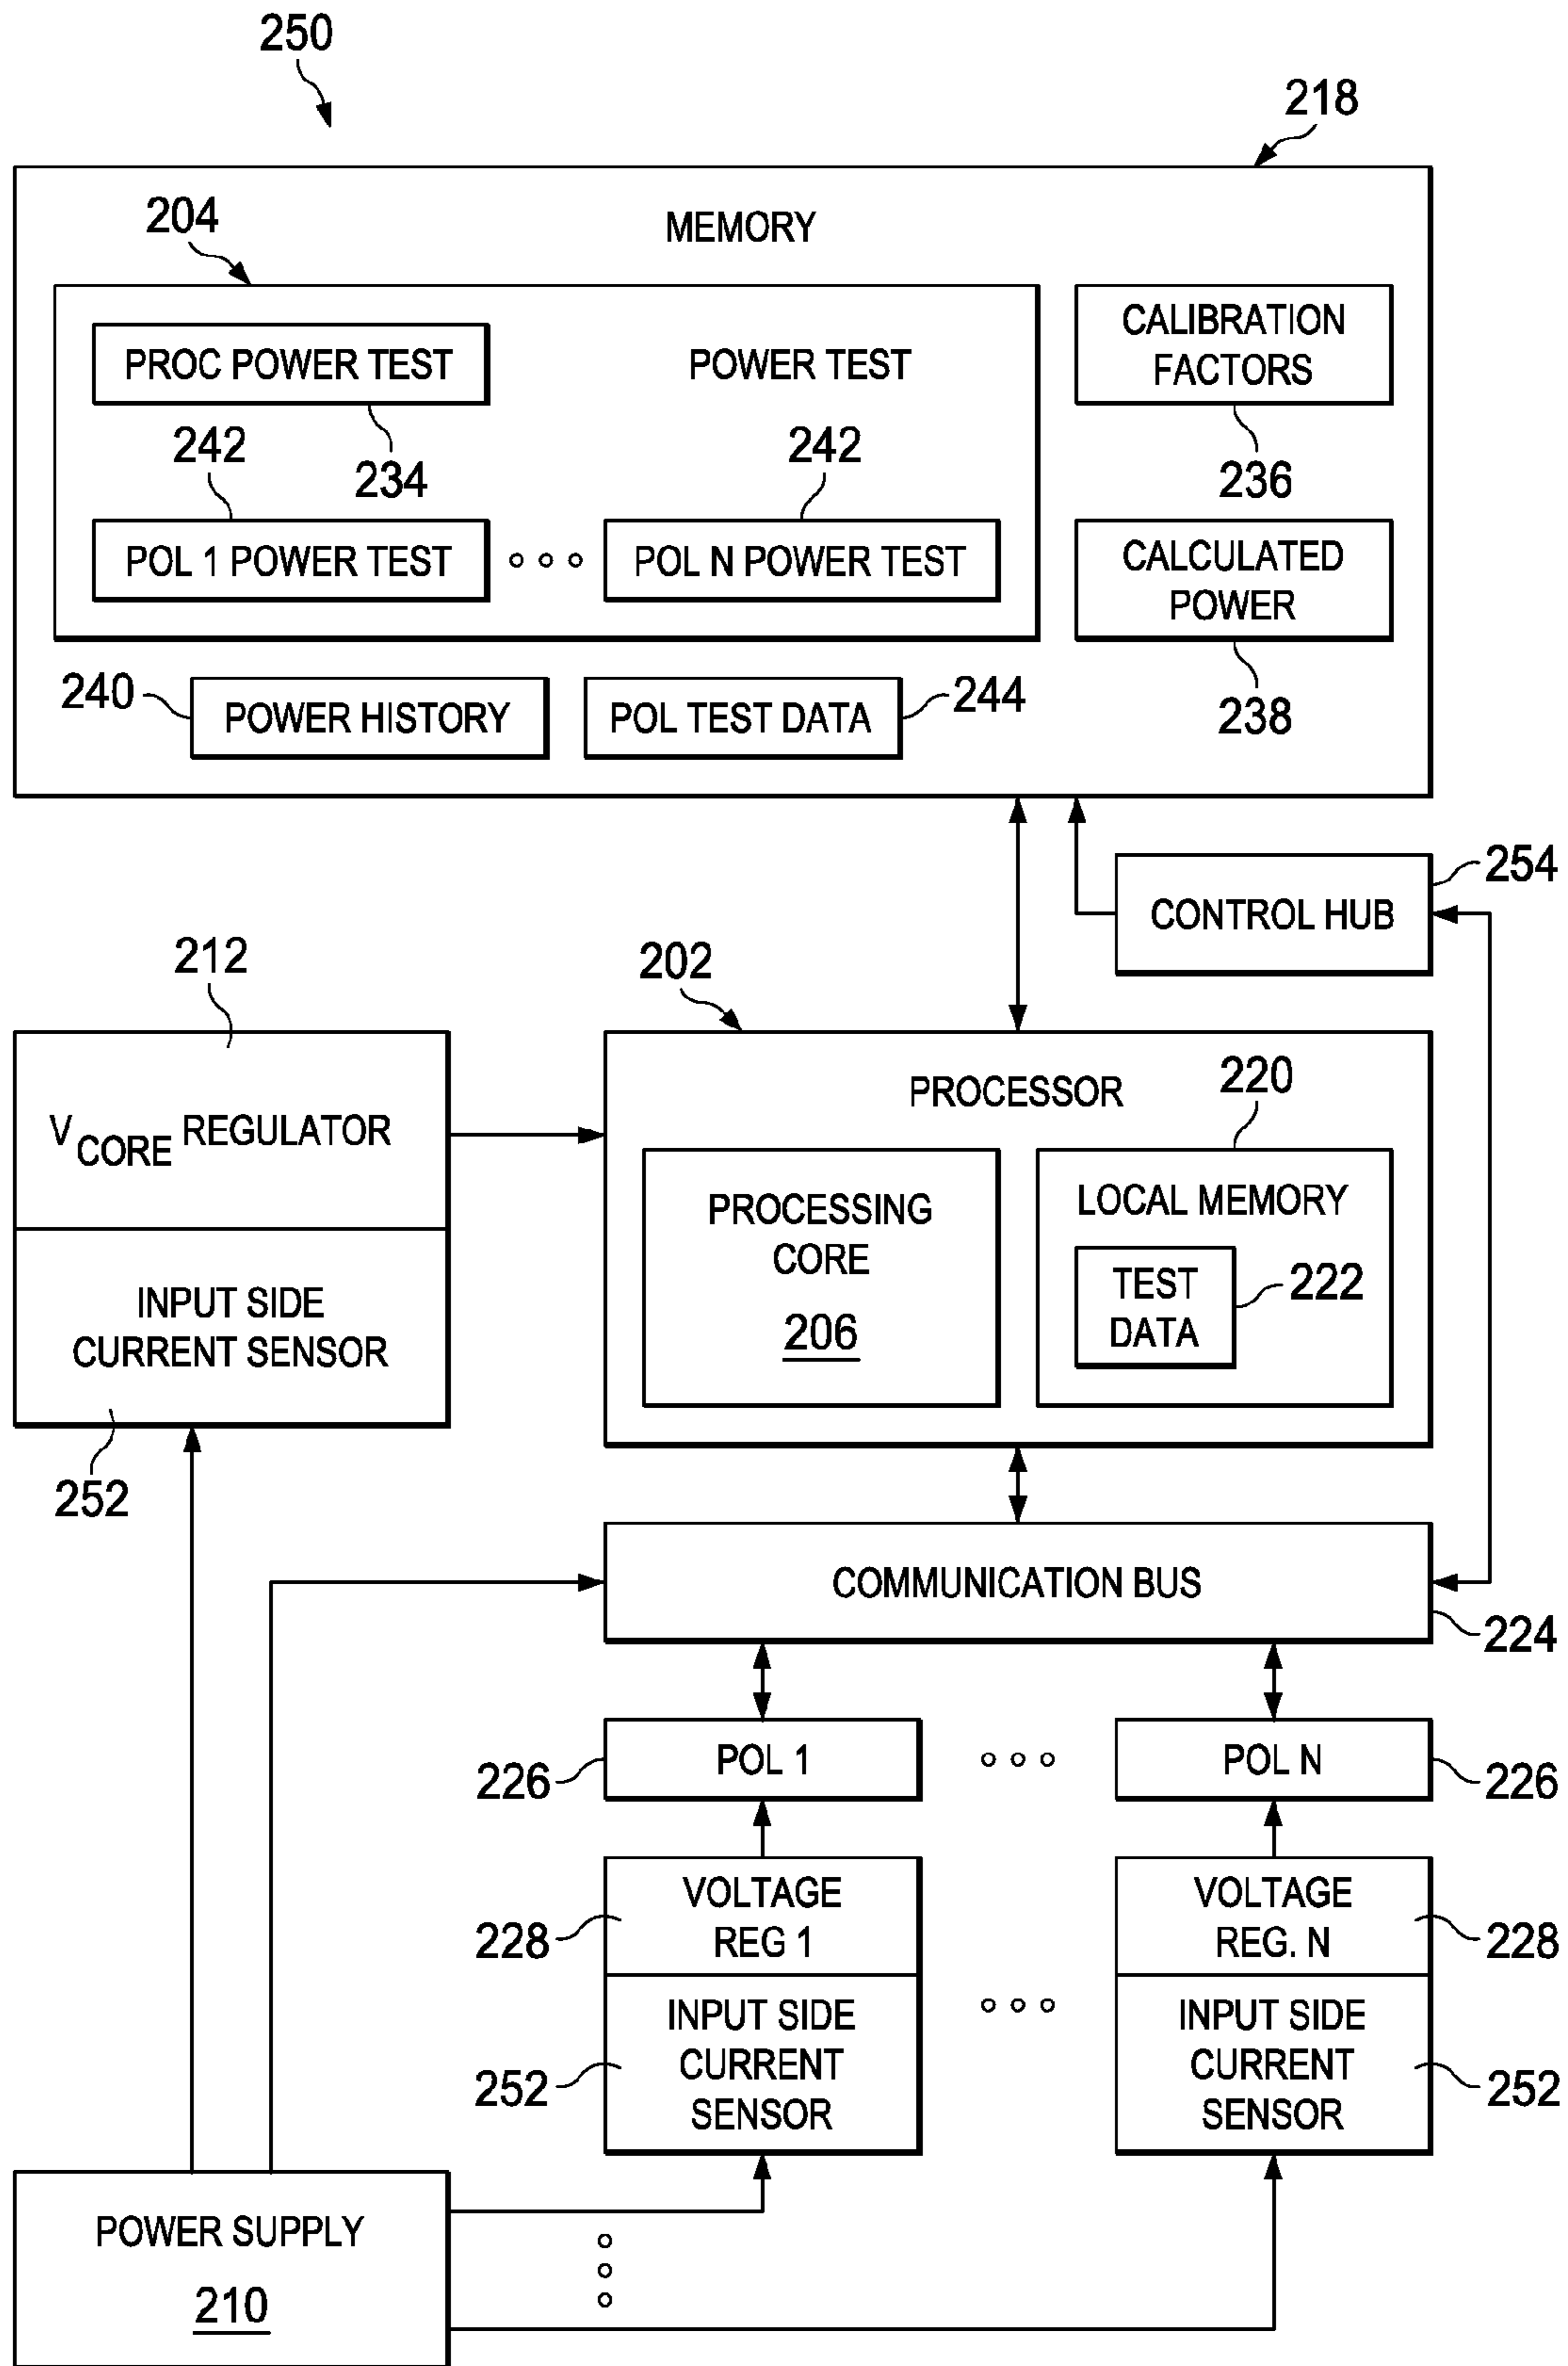 250
218
204
MEMORY
PROC POWER TEST
POWER TEST
CALIBRATION
FACTORS
242
234
242
236
POL 1 POWER TEST
POL N POWER TEST
CALCULATED
POWER
240
POWER HISTORY
POL TEST DATA
244
238
254
CONTROL HUB
212
202
VCORE REGULATOR
PROCESSOR
220
PROCESSING
CORE
206
LOCAL MEMORY
TEST
DATA
222
INPUT SIDE
CURRENT SENSOR
252
COMMUNICATION BUS
224
226
POL 1
POL N
226
228
VOLTAGE
REG 1
VOLTAGE
REG. N
228
252
INPUT SIDE
CURRENT
SENSOR
INPUT SIDE
CURRENT
SENSOR
252
POWER SUPPLY
210